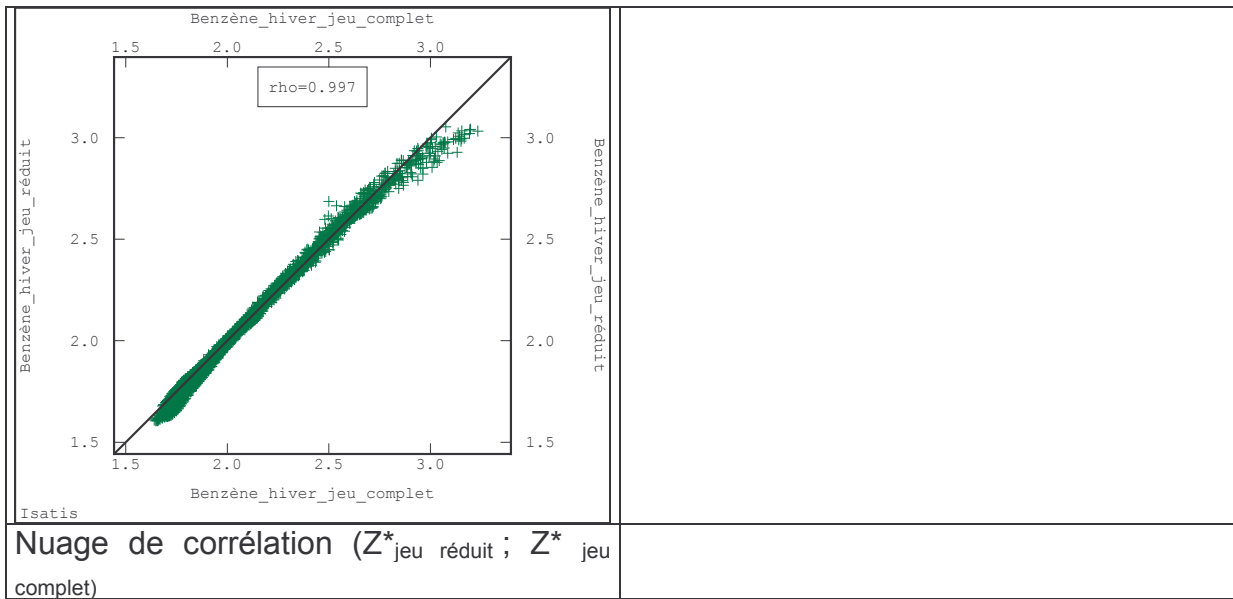 Benzène_hiver_jeu_complet
1.5 2.0 2.5 3.0
rho=0.997
3.0 3.0
2.5 2.5
2.0 2.0
1.5 1.5
Benzène_hiver_jeu_réduit
Benzène_hiver_jeu_réduit
1.5 2.0 2.5 3.0
Benzène_hiver_jeu_complet
Isatis
Nuage de corrélation (Z*jeu réduit ; Z* jeu
complet)